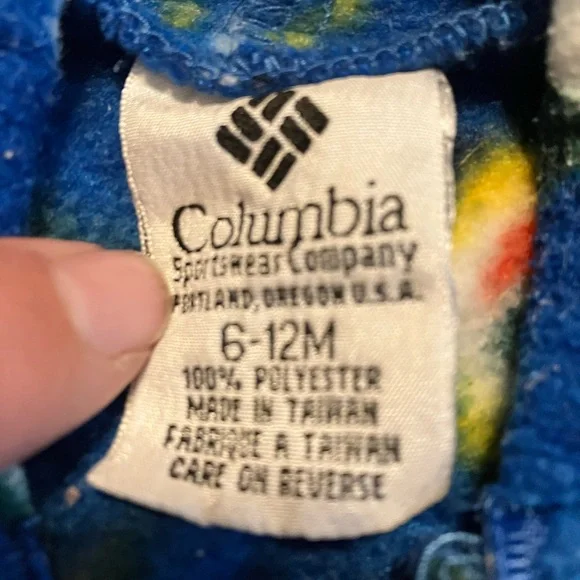 Columbia
Sportswear Company
PORTLAND, OREGON U.S.A.
6-12M
100% POLYESTER
MADE IN TAIWAN
FABRIQUE A TAIWAN
CARE ON REVERSE